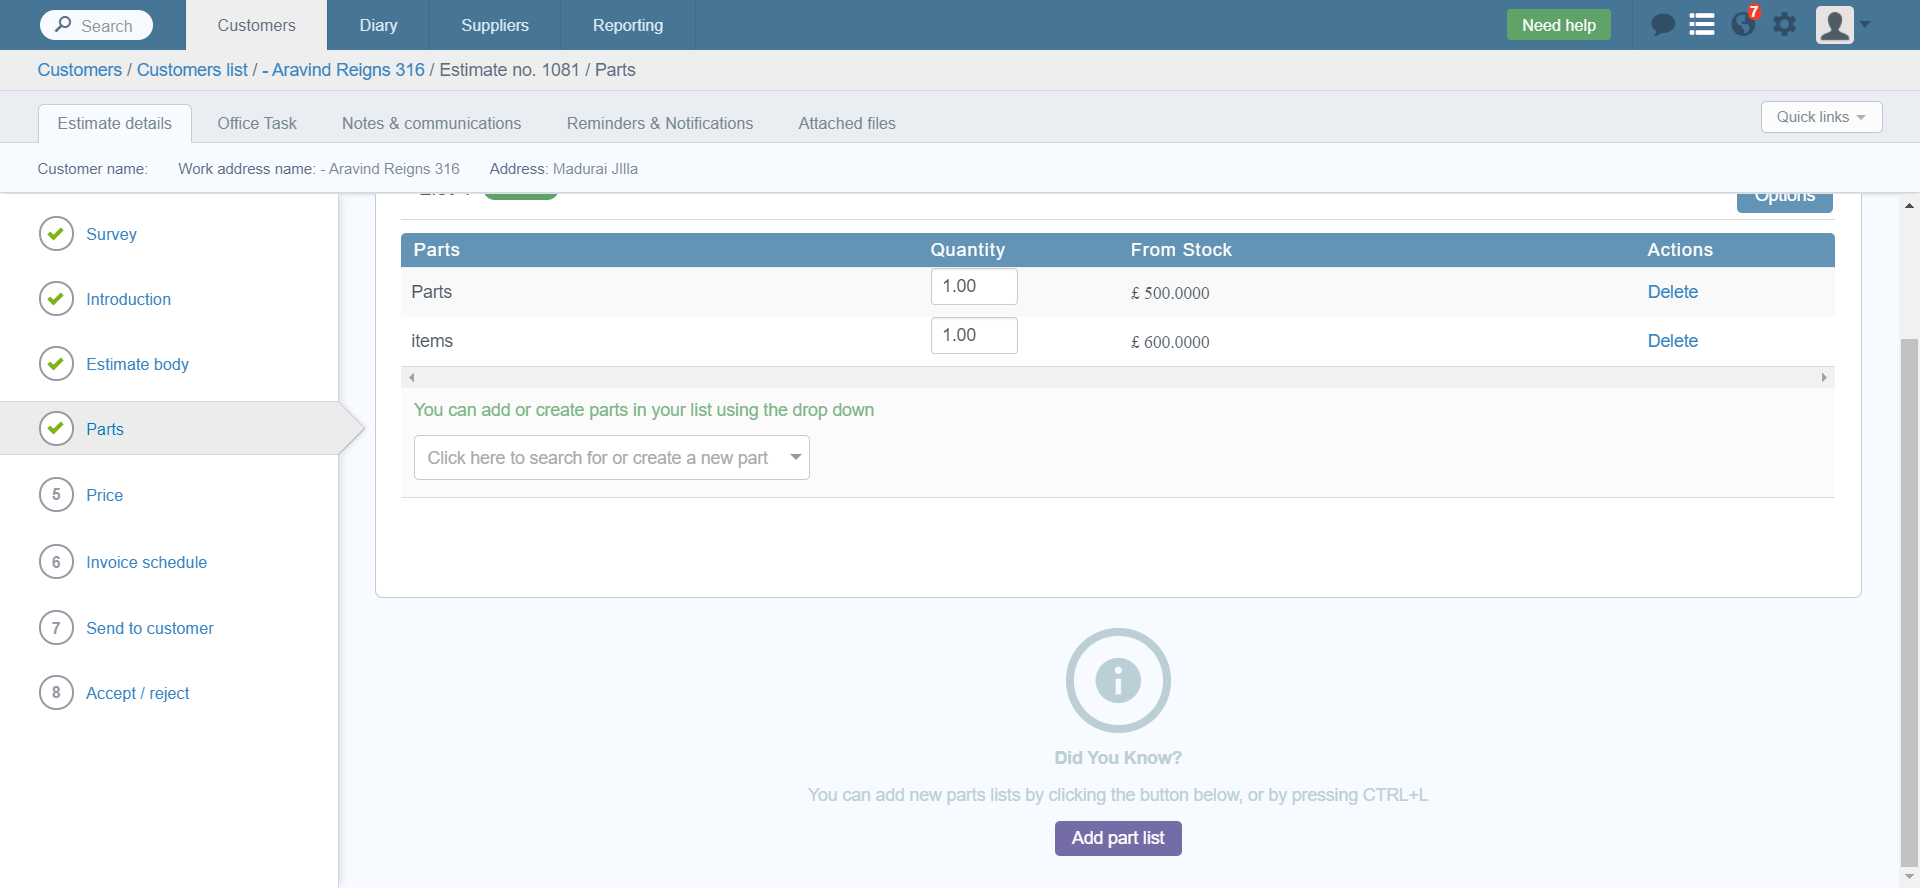 Search
Customers
Diary
Suppliers
Reporting
Need help
7
Customers / Customers list / - Aravind Reigns 316 / Estimate no. 1081 / Parts
Estimate details
Office Task
Notes & communications
Reminders & Notifications
Attached files
Quick links
Customer name:
Work address name: - Aravind Reigns 316
Address: Madurai JIlla
Options
Survey
Introduction
Estimate body
Parts
5 Price
6 Invoice schedule
7 Send to customer
8 Accept / reject
Parts Quantity From Stock Actions
Parts 1.00 £ 500.0000 Delete
items 1.00 £ 600.0000 Delete
You can add or create parts in your list using the drop down
Click here to search for or create a new part
Did You Know?
You can add new parts lists by clicking the button below, or by pressing CTRL+L
Add part list